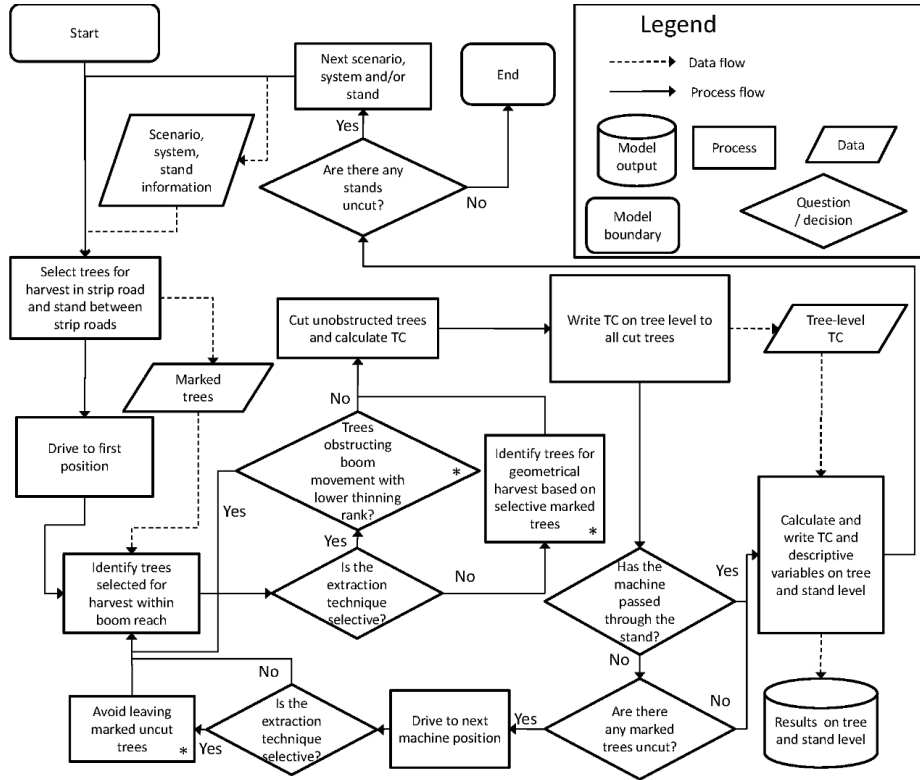 Start
Next scenario,
system and/or
stand
End
Legend
Data flow
Process flow
Model
output
Process
Data
Model
boundary
Question
/ decision
Scenario,
system,
stand
information
Yes
Are there any
stands
uncut?
No
Select trees for
harvest in strip road
and stand between
strip roads
Cut unobstructed trees
and calculate TC
Write TC on tree level to
all cut trees
Tree-level
TC
Marked
trees
No
Drive to first
position
Trees
obstructing
boom
movement with
lower thinning
rank?
*
Identify trees for
geometrical
harvest based on
selective marked
trees
*
Yes
Yes
Calculate and
write TC and
descriptive
variables on tree
and stand level
Identify trees
selected for
harvest within
boom reach
Is the
extraction
technique
selective?
No
Has the
machine
passed
through the
stand?
Yes
No
No
Avoid leaving
marked uncut
trees
*
Yes
Is the
extraction
technique
selective?
Drive to next
machine position
Yes
Are there
any marked
trees uncut?
No
Results on tree
and stand level